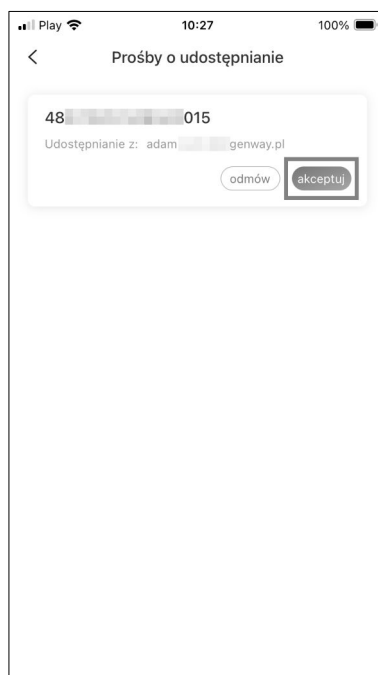 Play 10:27 100%
Prośby o udostępnianie
48 015
Udostępnianie z: adam genway.pl
odmów akceptuj